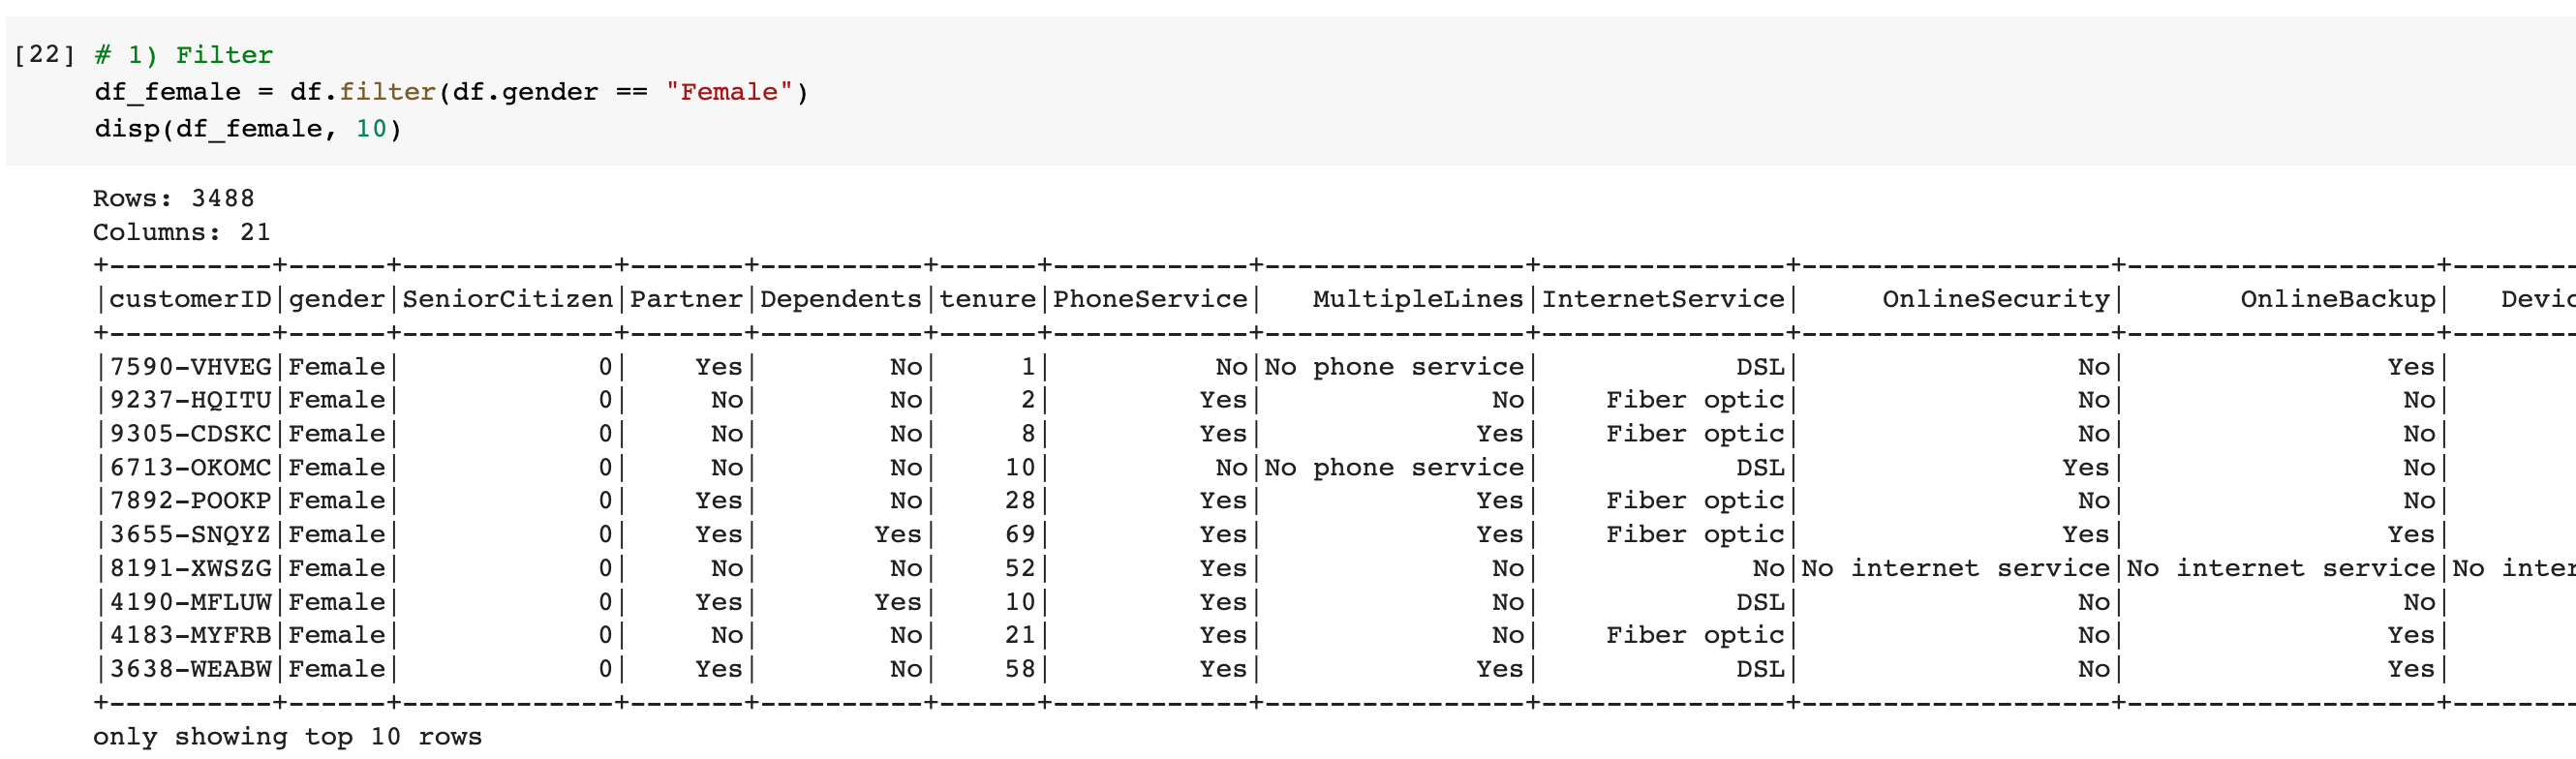 [22] # 1) Filter
df_female = df.filter(df.gender == "Female")
disp(df_female, 10)
Rows: 3488
Columns: 21
+----------+------+-------------+-------+----------+------+------------+----------------+---------------+-------------------+-------------------+--------
|customerID|gender|SeniorCitizen|Partner|Dependents|tenure|PhoneService|   MultipleLines|InternetService|     OnlineSecurity|       OnlineBackup|   Devic
+----------+------+-------------+-------+----------+------+------------+----------------+---------------+-------------------+-------------------+--------
|7590-VHVEG|Female|            0|    Yes|        No|     1|          No|No phone service|            DSL|                 No|                Yes|
|9237-HQITU|Female|            0|     No|        No|     2|         Yes|              No|    Fiber optic|                 No|                 No|
|9305-CDSKC|Female|            0|     No|        No|     8|         Yes|             Yes|    Fiber optic|                 No|                 No|
|6713-OKOMC|Female|            0|     No|        No|    10|          No|No phone service|            DSL|                Yes|                 No|
|7892-POOKP|Female|            0|    Yes|        No|    28|         Yes|             Yes|    Fiber optic|                 No|                 No|
|3655-SNQYZ|Female|            0|    Yes|       Yes|    69|         Yes|             Yes|    Fiber optic|                Yes|                Yes|
|8191-XWSZG|Female|            0|     No|        No|    52|         Yes|              No|             No|No internet service|No internet service|No inter
|4190-MFLUW|Female|            0|    Yes|       Yes|    10|         Yes|              No|            DSL|                 No|                 No|
|4183-MYFRB|Female|            0|     No|        No|    21|         Yes|              No|    Fiber optic|                 No|                Yes|
|3638-WEABW|Female|            0|    Yes|        No|    58|         Yes|             Yes|            DSL|                 No|                Yes|
+----------+------+-------------+-------+----------+------+------------+----------------+---------------+-------------------+-------------------+--------
only showing top 10 rows